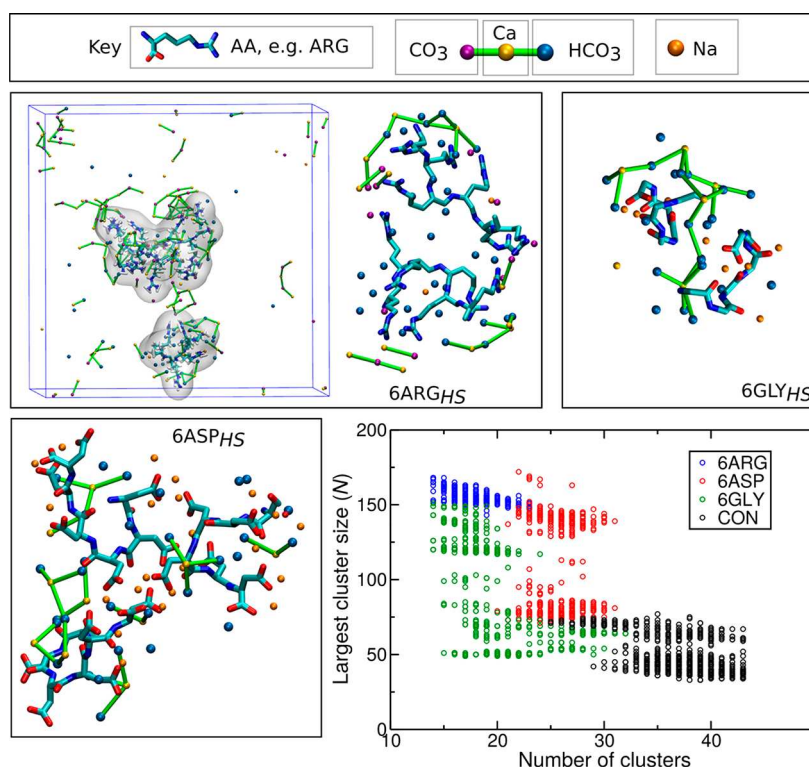 Key AA, e.g. ARG CO3 Ca HCO3 Na
6ARGHS
6GLYHS
6ASPHS
200
150
100
50
0
10 20 30 40
Largest cluster size (N)
Number of clusters
6ARG
6ASP
6GLY
CON